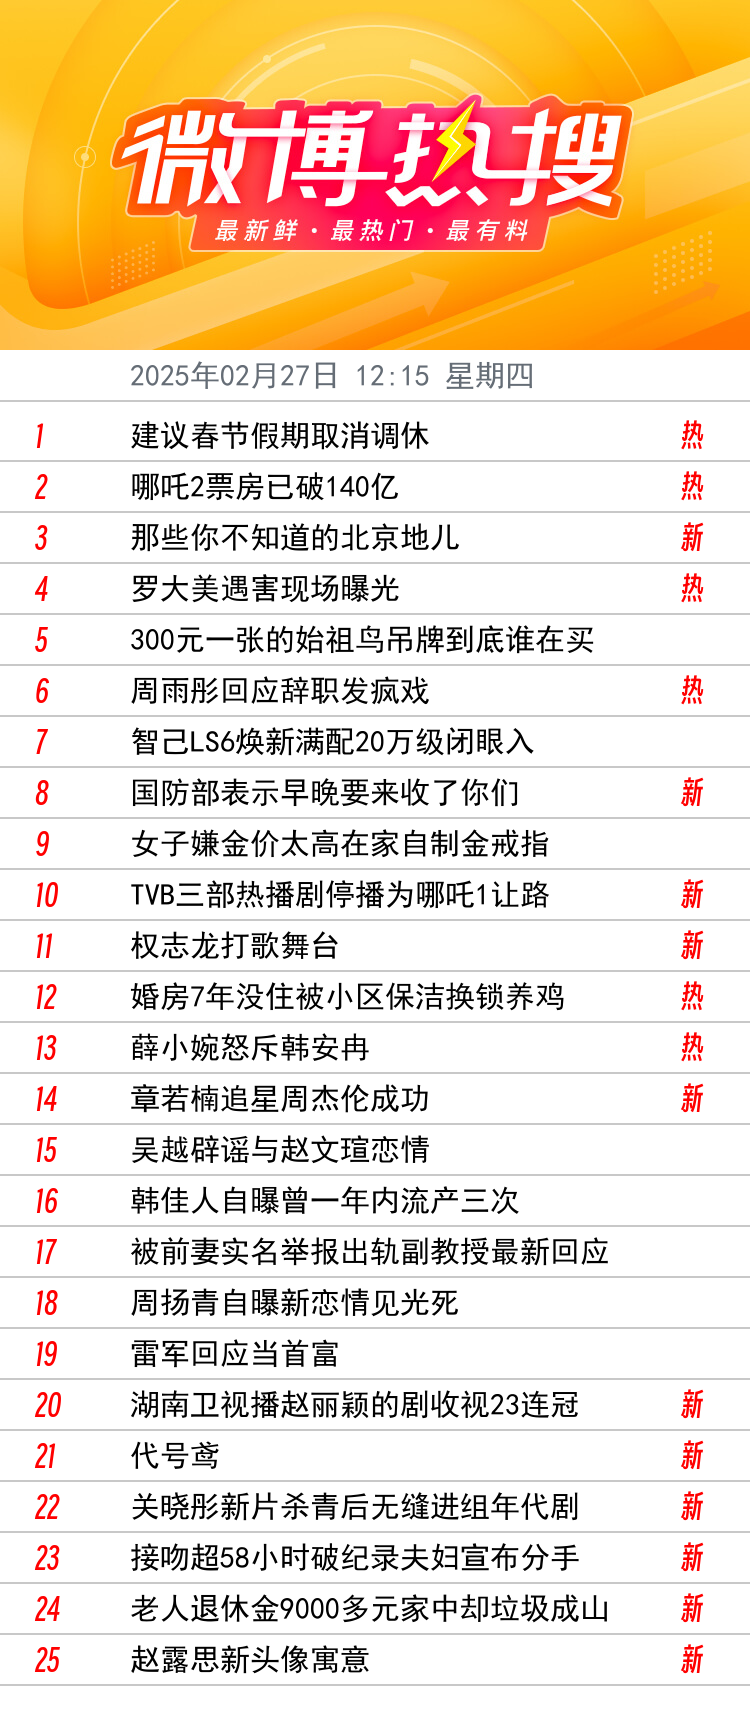 微博热搜
最新鲜·最热门·最有料
2025年02月27日 12:15 星期四
1 建议春节假期取消调休 热
2 哪吒2票房已破140亿 热
3 那些你不知道的北京地儿 新
4 罗大美遇害现场曝光 热
5 300元一张的始祖鸟吊牌到底谁在买
6 周雨彤回应辞职发疯戏 热
7 智己LS6焕新满配20万级闭眼入
8 国防部表示早晚要来收了你们 新
9 女子嫌金价太高在家自制金戒指
10 TVB三部热播剧停播为哪吒1让路 新
11 权志龙打歌舞台 新
12 婚房7年没住被小区保洁换锁养鸡 热
13 薛小婉怒斥韩安冉 热
14 章若楠追星周杰伦成功 新
15 吴越辟谣与赵文瑄恋情
16 韩佳人自曝曾一年内流产三次
17 被前妻实名举报出轨副教授最新回应
18 周扬青自曝新恋情见光死
19 雷军回应当首富
20 湖南卫视播赵丽颖的剧收视23连冠 新
21 代号鸢 新
22 关晓彤新片杀青后无缝进组年代剧 新
23 接吻超58小时破纪录夫妇宣布分手 新
24 老人退休金9000多元家中却垃圾成山 新
25 赵露思新头像寓意 新